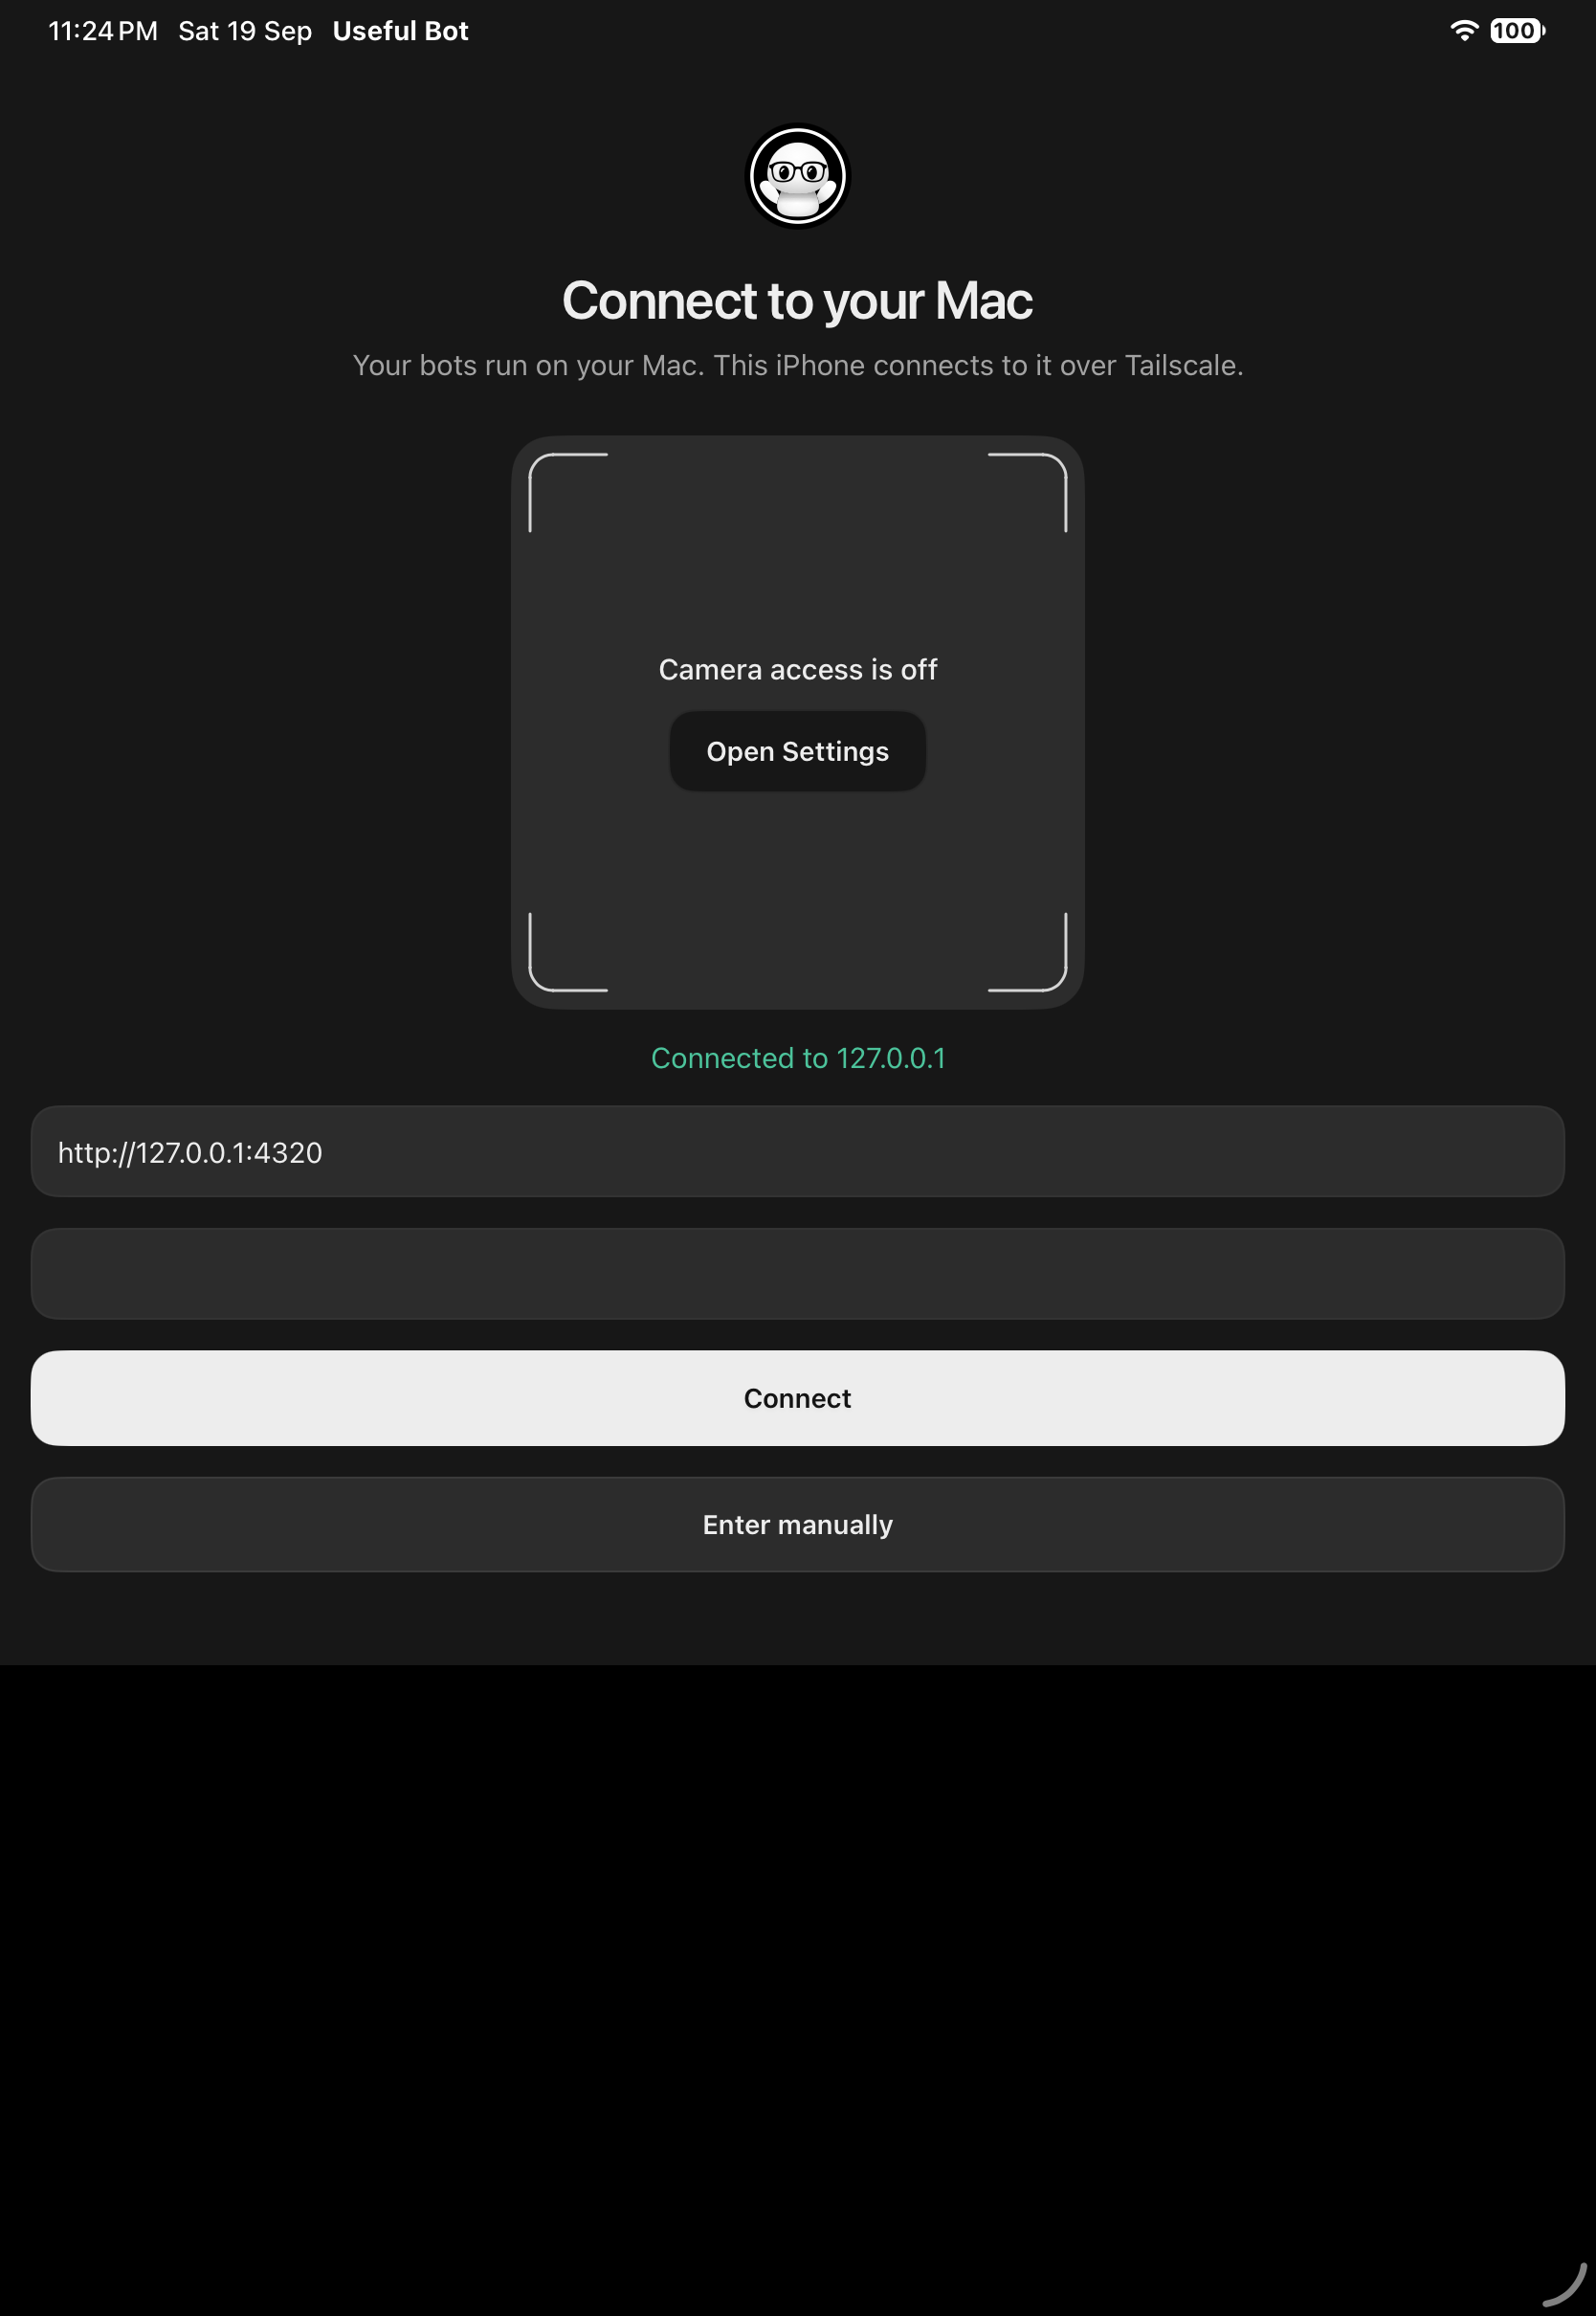 11:24 PM Sat 19 Sep Useful Bot 100
Connect to your Mac
Your bots run on your Mac. This iPhone connects to it over Tailscale.
Camera access is off
Open Settings
Connected to 127.0.0.1
http://127.0.0.1:4320
Connect
Enter manually